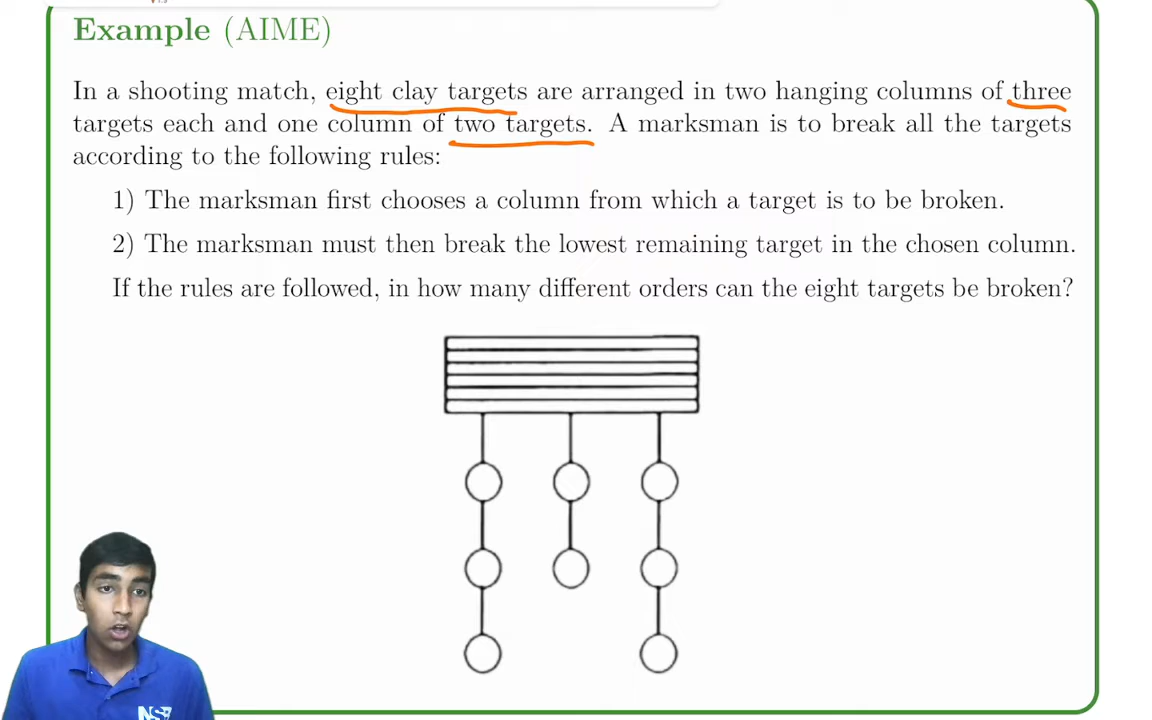 Example (AIME)
In a shooting match, eight clay targets are arranged in two hanging columns of three
targets each and one column of two targets. A marksman is to break all the targets
according to the following rules:
1) The marksman first chooses a column from which a target is to be broken.
2) The marksman must then break the lowest remaining target in the chosen column.
If the rules are followed, in how many different orders can the eight targets be broken?